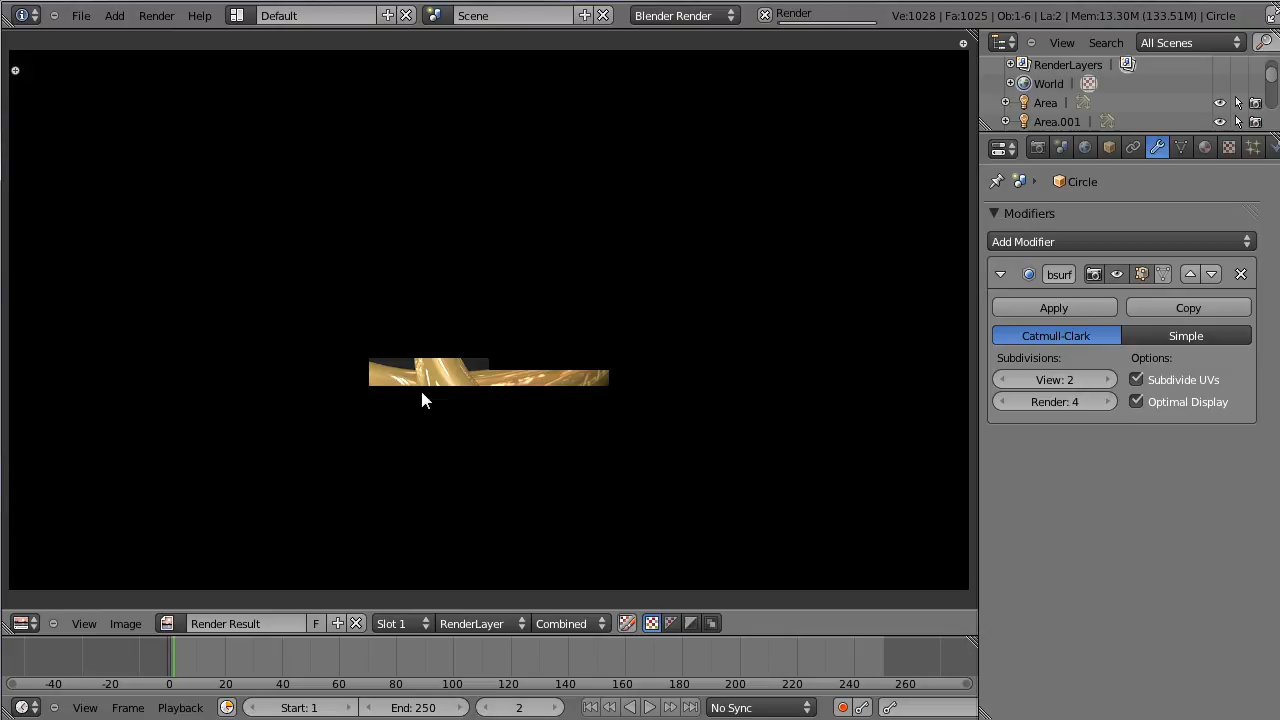 File Add Render Help Default Scene Blender Render Render Ve:1028 | Fa:1025 | Ob:1-6 | La:2 | Mem:13.30M (133.51M) | Circle
View Search All Scenes
RenderLayers |
World |
Area |
Area.001 |
Circle
Modifiers
Add Modifier
bsurf
Apply Copy
Catmull-Clark Simple
Subdivisions: Options:
View: 2 Subdivide UVs
Render: 4 Optimal Display
View Image Render Result F Slot 1 RenderLayer Combined
-40 -20 0 20 40 60 80 100 120 140 160 180 200 220 240 260
View Frame Playback Start: 1 End: 250 2 No Sync